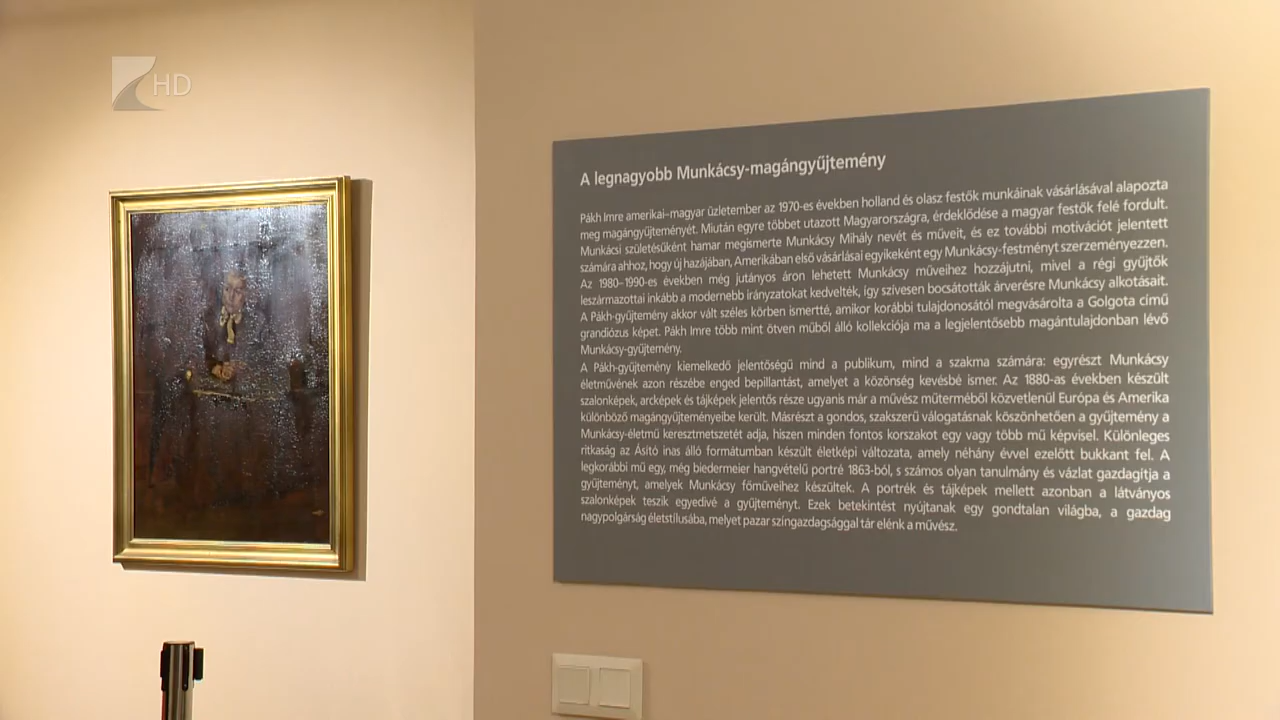 HD
A legnagyobb Munkácsy-magángyűjtemény
Pákh Imre amerikai–magyar üzletember az 1970-es években holland és olasz festők munkáinak vásárlásával alapozta
meg magángyűjteményét. Miután egyre többet utazott Magyarországra, érdeklődése a magyar festők felé fordult.
Munkácsi születésűként hamar megismerte Munkácsy Mihály nevét és műveit, és ez további motivációt jelentett
számára ahhoz, hogy új hazájában, Amerikában első vásárlásai egyikeként egy Munkácsy-festményt szerzeményezzen.
Az 1980–1990-es években még jutányos áron lehetett Munkácsy műveihez hozzájutni, mivel a régi gyűjtők
leszármazottai inkább a modernebb irányzatokat kedvelték, így szívesen bocsátották árverésre Munkácsy alkotásait.
A Pákh-gyűjtemény akkor vált széles körben ismertté, amikor korábbi tulajdonosától megvásárolta a Golgota című
grandiózus képet. Pákh Imre több mint ötven műből álló kollekciója ma a legjelentősebb magántulajdonban lévő
Munkácsy-gyűjtemény.
A Pákh-gyűjtemény kiemelkedő jelentőségű mind a publikum, mind a szakma számára: egyrészt Munkácsy
életművének azon részébe enged bepillantást, amelyet a közönség kevésbé ismer. Az 1880-as években készült
szalonképek, arcképek és tájképek jelentős része ugyanis már a művész műterméből közvetlenül Európa és Amerika
különböző magángyűjteményeibe került. Másrészt a gondos, szakszerű válogatásnak köszönhetően a gyűjtemény a
Munkácsy-életmű keresztmetszetét adja, hiszen minden fontos korszakot egy vagy több mű képvisel. Különleges
ritkaság az Ásító inas álló formátumban készült életképi változata, amely néhány évvel ezelőtt bukkant fel. A
legkorábbi mű egy, még biedermeier hangvételű portré 1863-ból, s számos olyan tanulmány és vázlat gazdagítja a
gyűjteményt, amelyek Munkácsy főműveihez készültek. A portrék és tájképek mellett azonban a látványos
szalonképek teszik egyedivé a gyűjteményt. Ezek betekintést nyújtanak egy gondtalan világba, a gazdag
nagypolgárság életstílusába, melyet pazar színgazdagsággal tár elénk a művész.